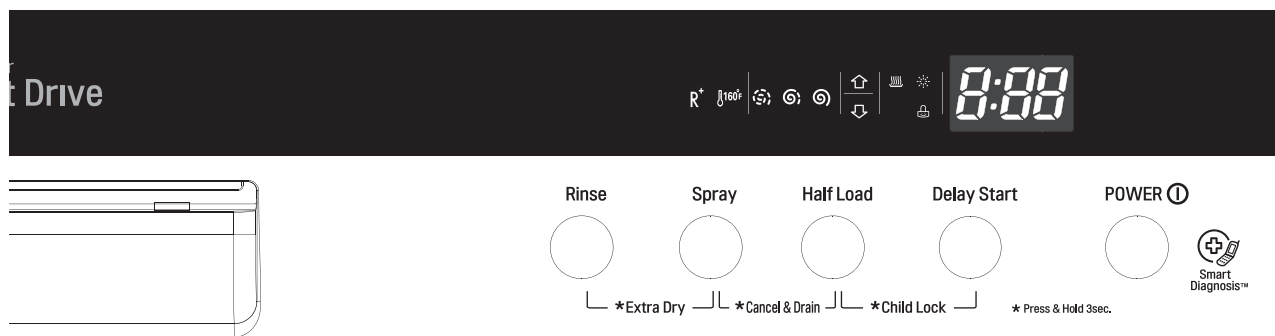 Drive
R+ 160°F 8:88
Rinse Spray Half Load Delay Start POWER
*Extra Dry *Cancel & Drain *Child Lock * Press & Hold 3sec.
Smart
Diagnosis™